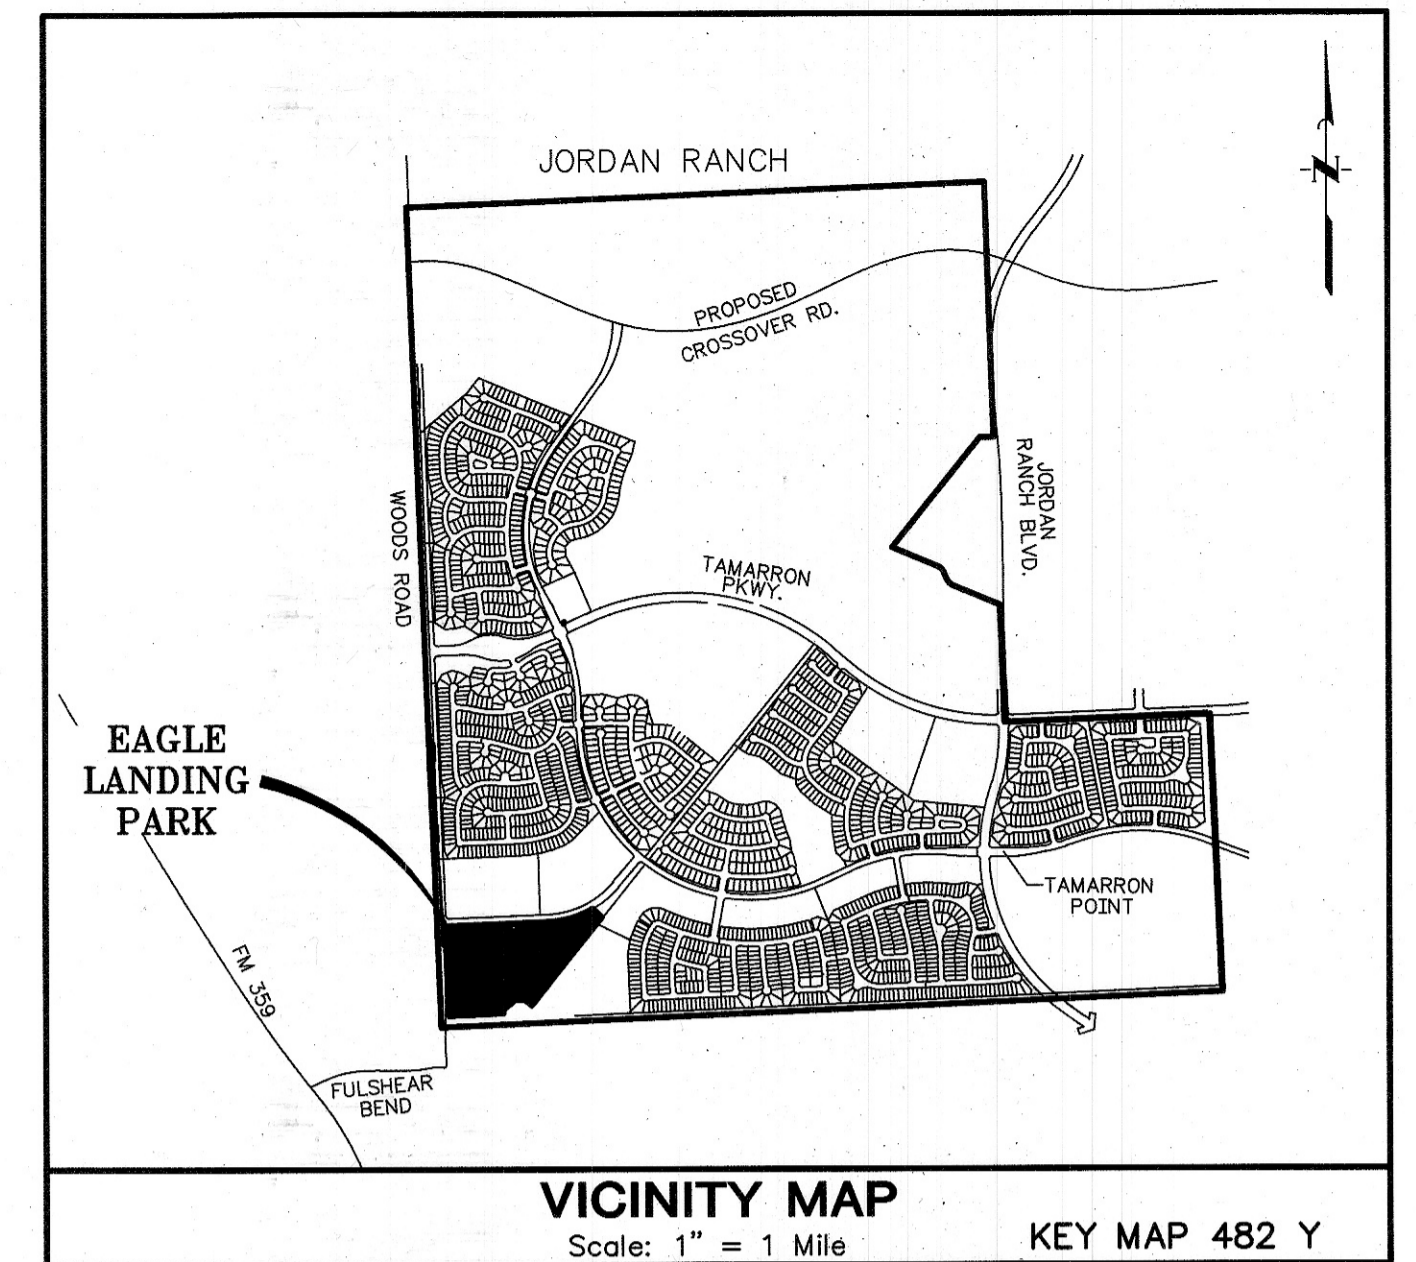 JORDAN RANCH
N
PROPOSED
CROSSOVER RD.
JORDAN
RANCH BLVD.
WOODS ROAD
TAMARRON
PKWY.
EAGLE
LANDING
PARK
TAMARRON
POINT
FM 359
FULSHEAR
BEND
VICINITY MAP
Scale: 1" = 1 Mile
KEY MAP 482 Y